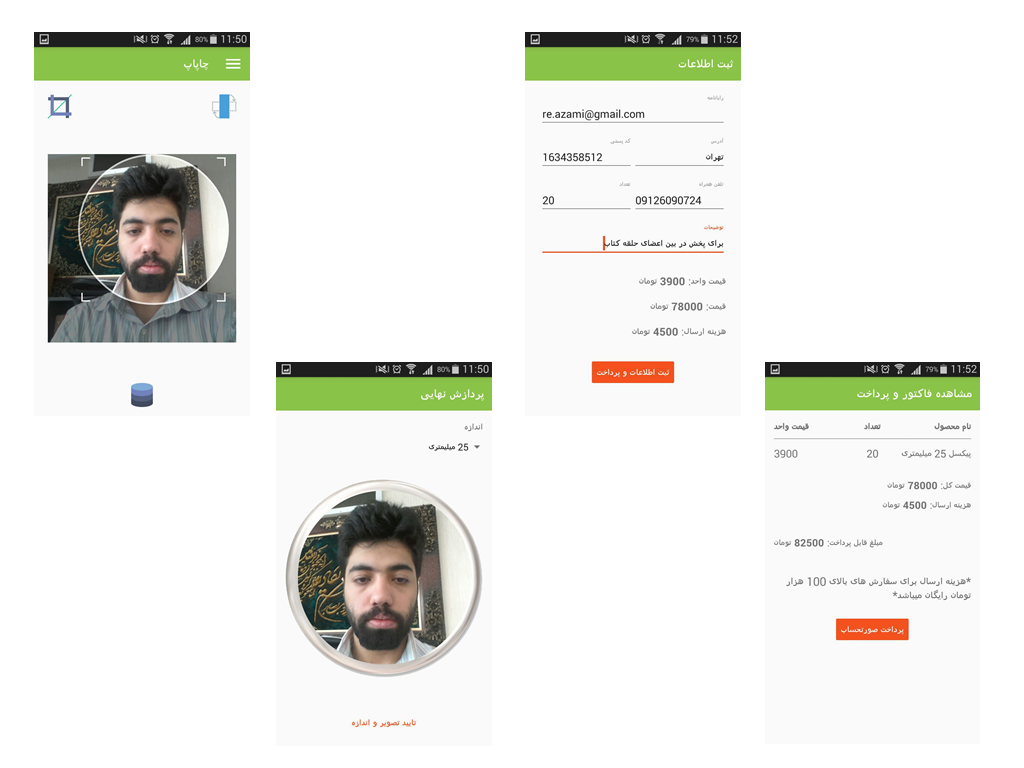 80% 11:50
چاپاپ
79% 11:52
ثبت اطلاعات
رایانامه
re.azami@gmail.com
آدرس کد پستی
تهران 1634358512
تلفن همراه تعداد
09126090724 20
توضیحات
برای پخش در بین اعضای حلقه کتاب
قیمت واحد: 3900 تومان
قیمت: 78000 تومان
هزینه ارسال: 4500 تومان
ثبت اطلاعات و پرداخت
80% 11:50
پردازش نهایی
اندازه
25 میلیمتری
تایید تصویر و اندازه
79% 11:52
مشاهده فاکتور و پرداخت
نام محصول تعداد قیمت واحد
پیکسل 25 میلیمتری 20 3900
قیمت کل: 78000 تومان
هزینه ارسال: 4500 تومان
مبلغ قابل پرداخت: 82500 تومان
*هزینه ارسال برای سفارش های بالای 100 هزار
تومان رایگان میباشد*
پرداخت صورتحساب